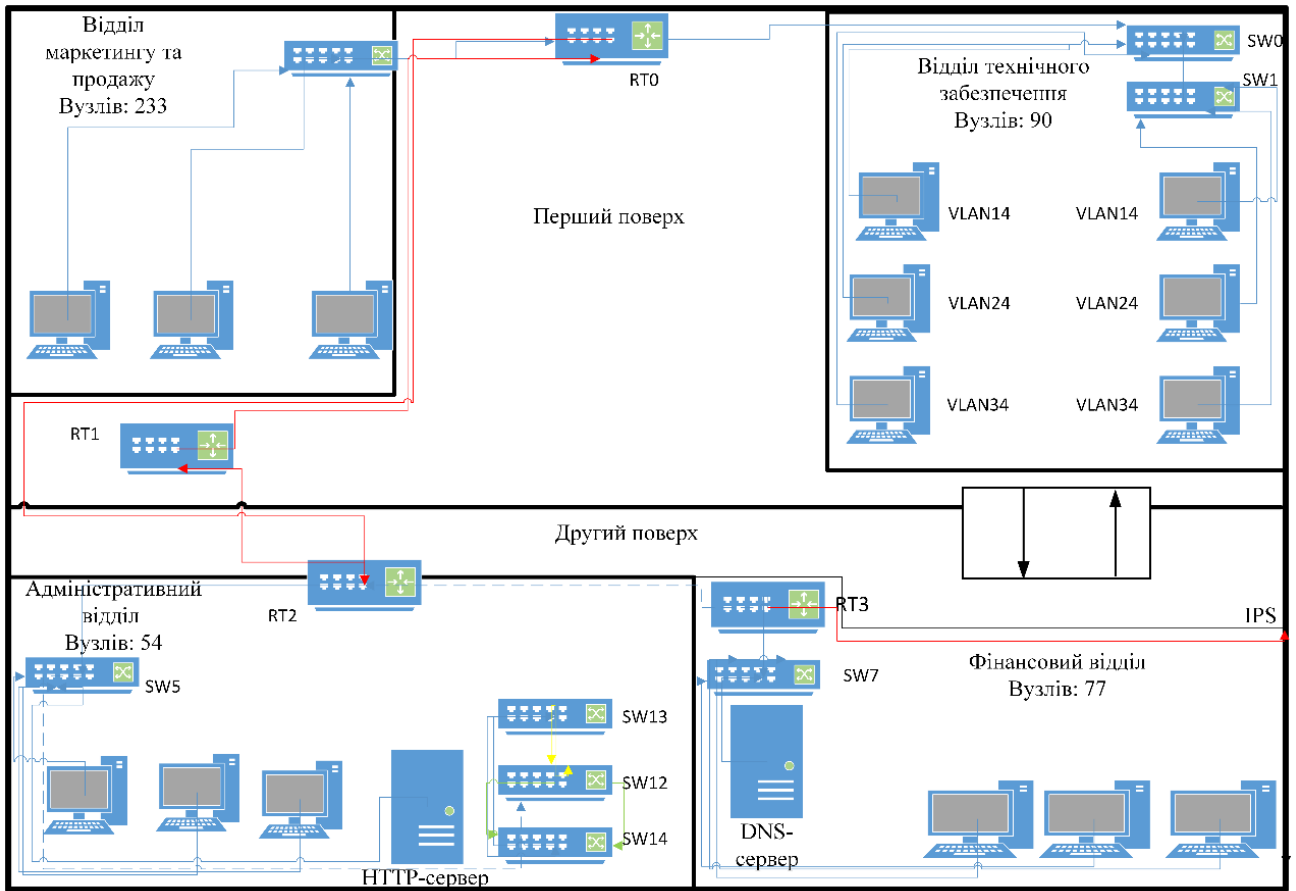 Відділ
маркетингу та
продажу
Вузлів: 233
RT0
SW0
Відділ технічного
забезпечення
Вузлів: 90
SW1
Перший поверх
VLAN14
VLAN14
VLAN24
VLAN24
VLAN34
VLAN34
RT1
Другий поверх
Адміністративний
відділ
Вузлів: 54
RT2
RT3
IPS
SW5
Фінансовий відділ
Вузлів: 77
SW7
SW13
SW12
SW14
HTTP-сервер
DNS-
сервер